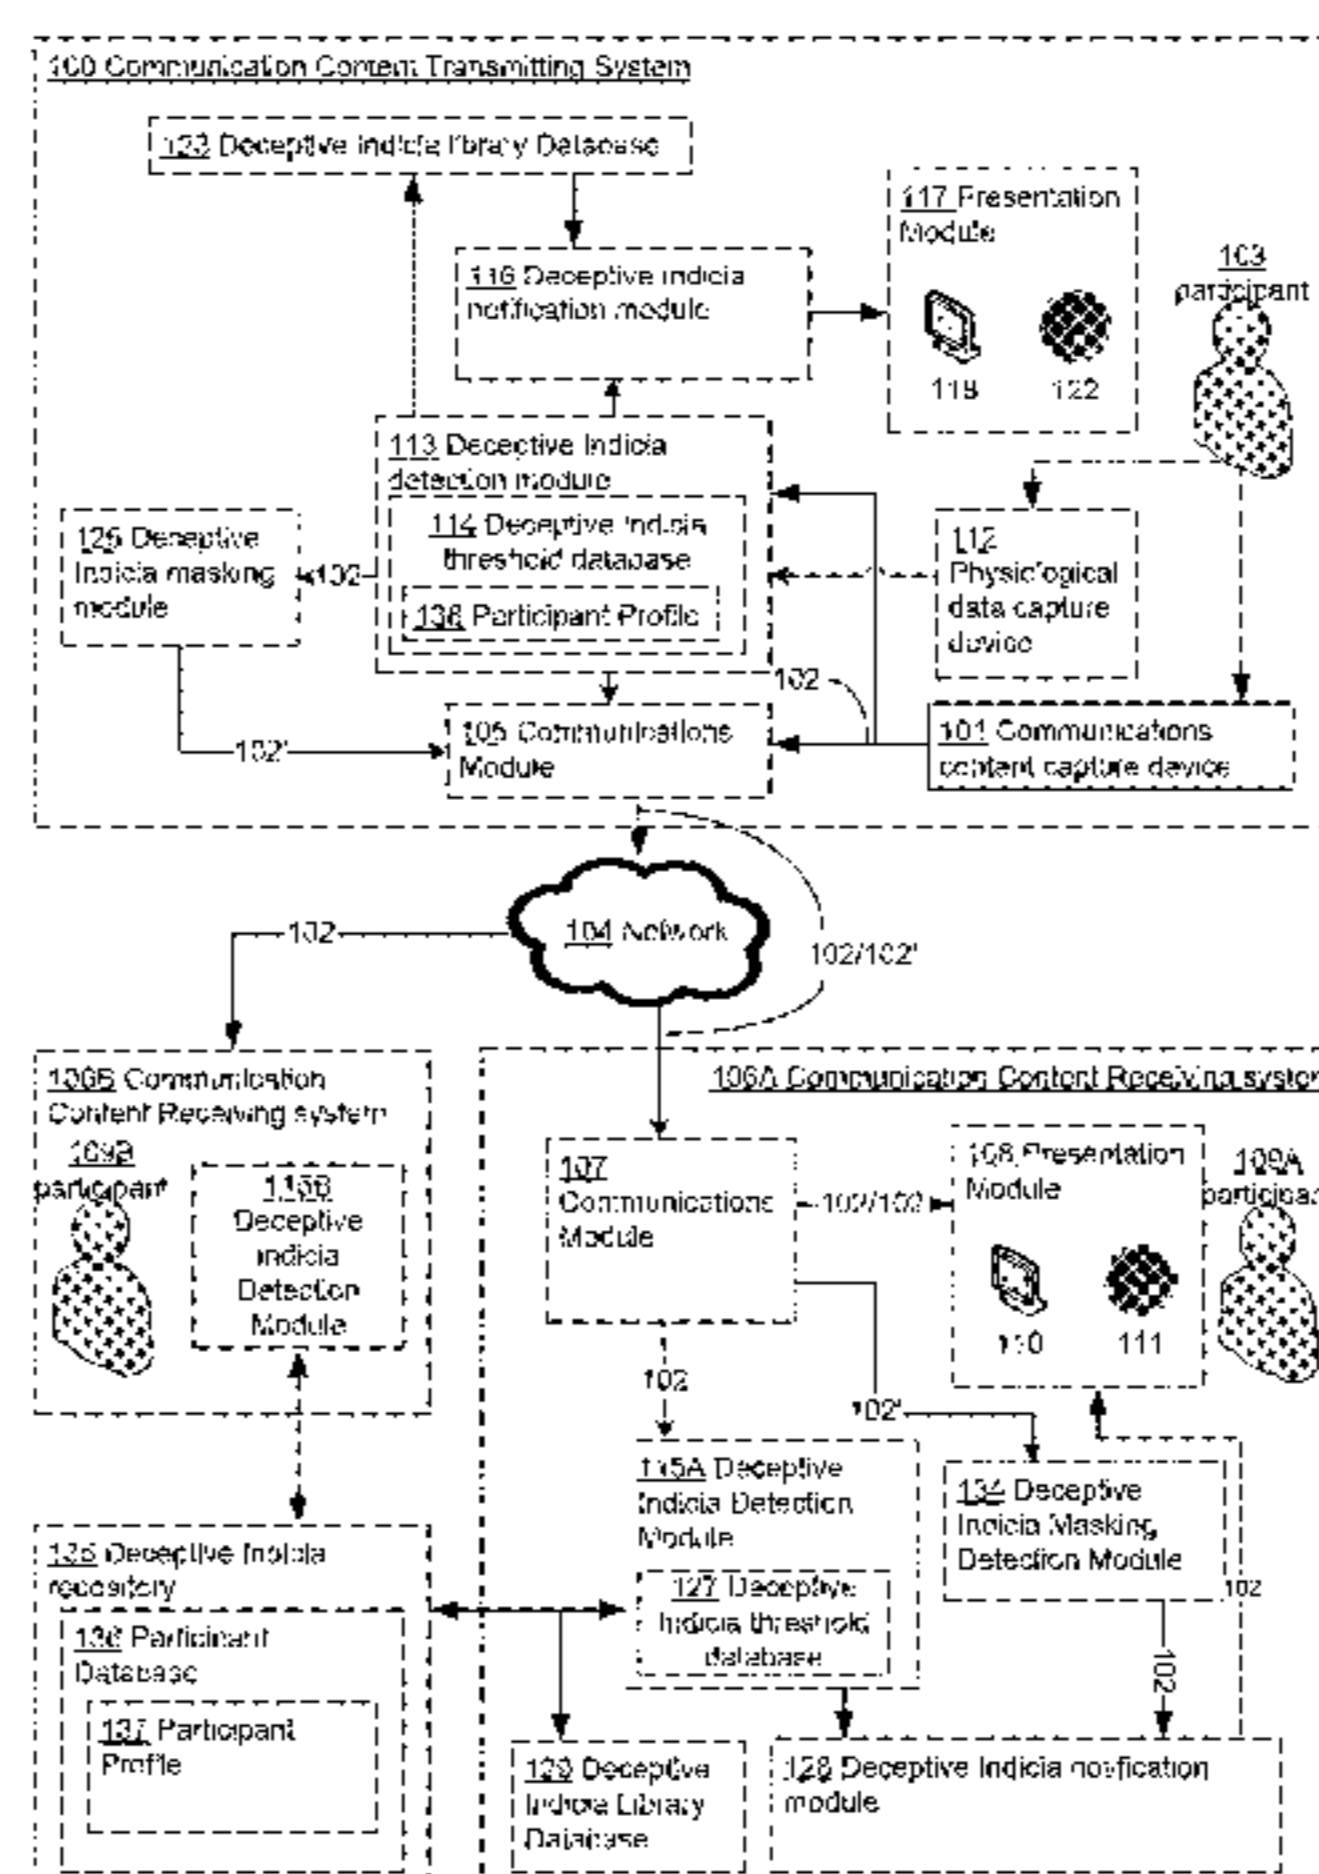 100 Communication Content Transmitting System
123 Deceptive Indicia library Database
117 Presentation
Module
118
122
103
participant
116 Deceptive indicia
notification module
113 Deceptive Indicia
detection module
114 Deceptive Indicia
threshold database
138 Participant Profile
125 Deceptive
Indicia masking
module
102
112
Physiological
data capture
device
102
105 Communications
Module
102'
101 Communications
content capture device
104 Network
102
102/102'
106B Communication
Content Receiving system
109B
participant
115B
Deceptive
indicia
Detection
Module
106A Communication Content Receiving system
107
Communications
Module
102/102
108 Presentation
Module
110
111
109A
participan
102
102'
115A Deceptive
Indicia Detection
Module
127 Deceptive
Indicia threshold
database
134 Deceptive
Indicia Masking
Detection Module
102
102
135 Deceptive Indicia
repository
136 Participant
Database
137 Participant
Profile
129 Deceptive
Indicia Library
Database
128 Deceptive Indicia notification
module